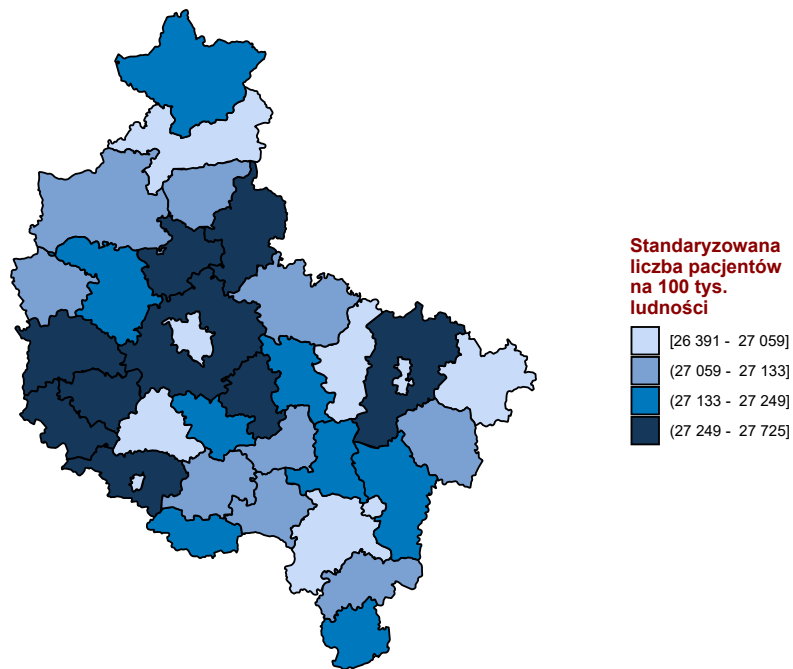 Standaryzowana
liczba pacjentów
na 100 tys.
ludności
[26 391 - 27 059]
(27 059 - 27 133]
(27 133 - 27 249]
(27 249 - 27 725]